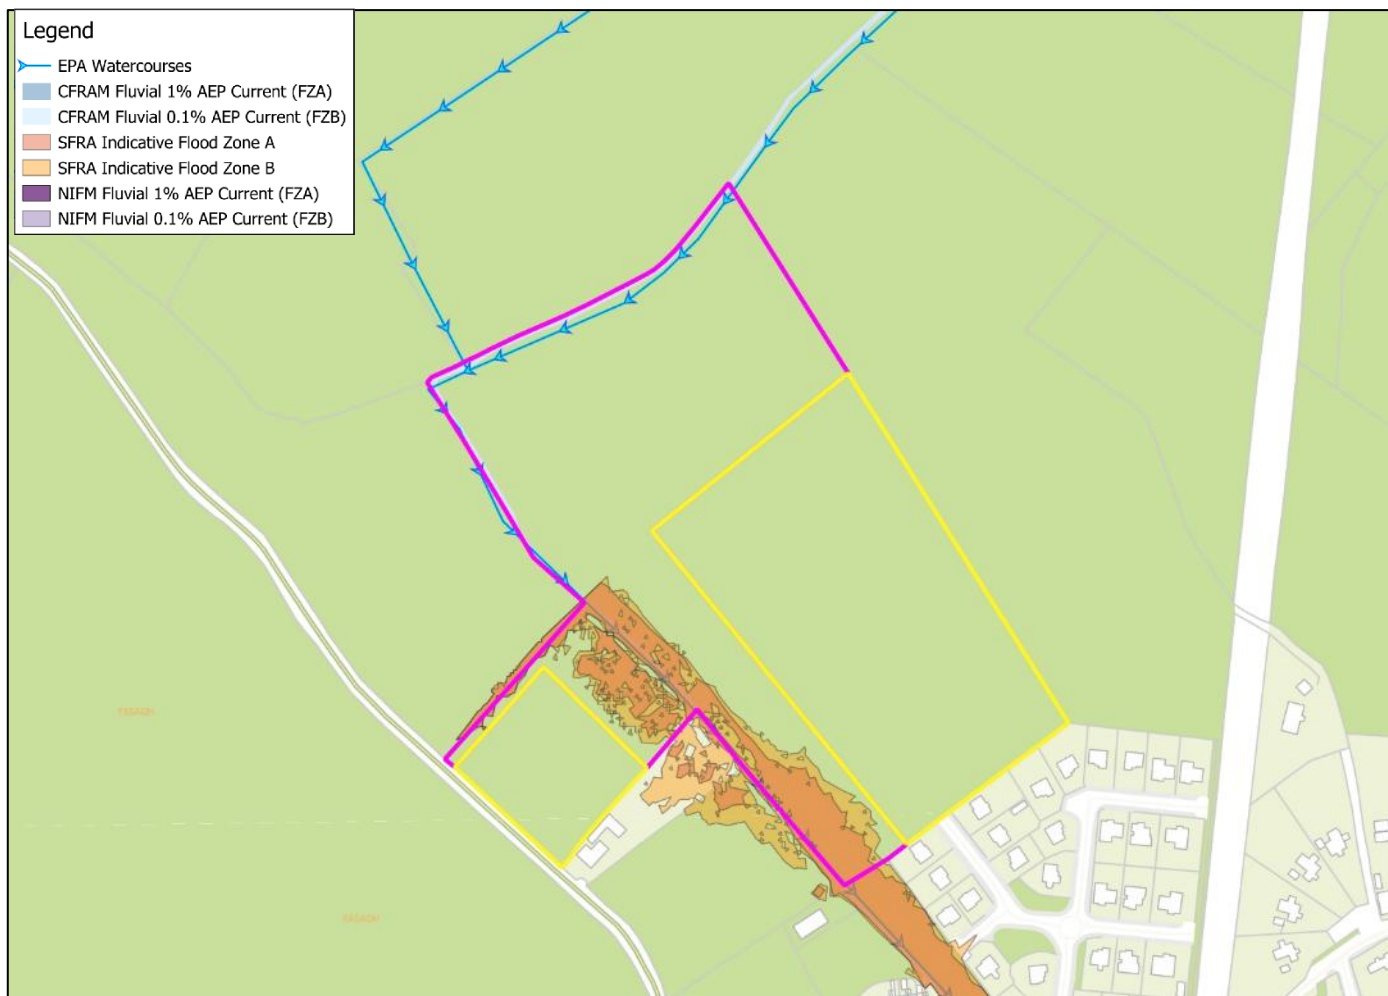 Legend
EPA Watercourses
CFRAM Fluvial 1% AEP Current (FZA)
CFRAM Fluvial 0.1% AEP Current (FZB)
SFRA Indicative Flood Zone A
SFRA Indicative Flood Zone B
NIFM Fluvial 1% AEP Current (FZA)
NIFM Fluvial 0.1% AEP Current (FZB)